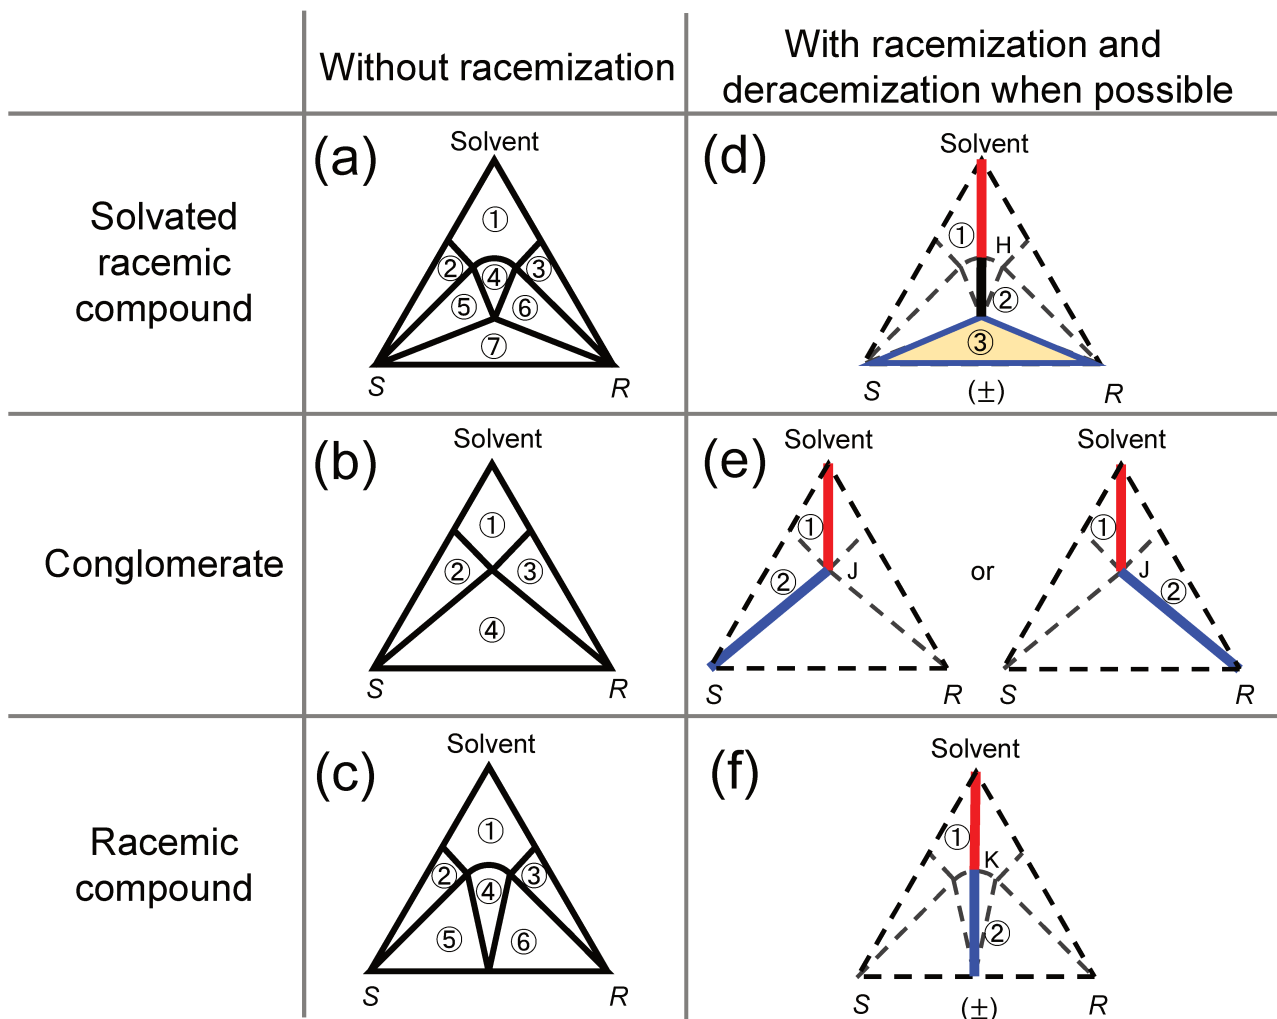 Without racemization
With racemization and
deracemization when possible
Solvated
racemic
compound
(a)
Solvent
①
② ④ ③
⑤ ⑥
⑦
S R
(d)
Solvent
① H
②
③
S (±) R
Conglomerate
(b)
Solvent
①
② ③
④
S R
(e)
Solvent
①
② J
S R
or
Solvent
①
J ②
S R
Racemic
compound
(c)
Solvent
①
② ④ ③
⑤ ⑥
S R
(f)
Solvent
①
K
②
S (±) R